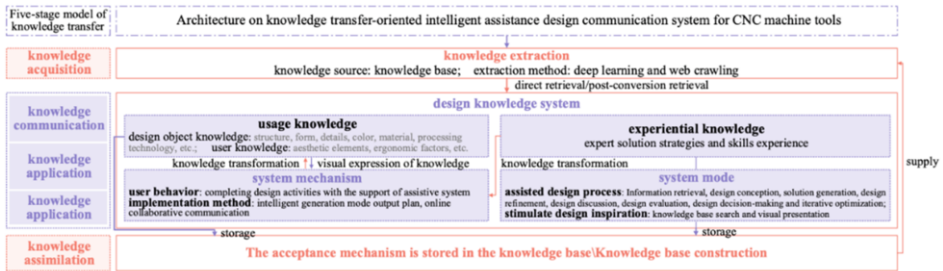 Five-stage model of
knowledge transfer
Architecture on knowledge transfer-oriented intelligent assistance design communication system for CNC machine tools
knowledge
acquisition
knowledge extraction
knowledge source: knowledge base; extraction method: deep learning and web crawling
direct retrieval/post-conversion retrieval
knowledge
communication
knowledge
application
knowledge
application
design knowledge system
usage knowledge
design object knowledge: structure, form, details, color, material, processing
technology, etc.; user knowledge: aesthetic elements, ergonomic factors, etc.
experiential knowledge
expert solution strategies and skills experience
knowledge transformation
visual expression of knowledge
knowledge transformation
supply
system mechanism
user behavior: completing design activities with the support of assistive system
implementation method: intelligent generation mode output plan, online
collaborative communication
system mode
assisted design process: Information retrieval, design conception, solution generation, design
refinement, design discussion, design evaluation, design decision-making and iterative optimization;
stimulate design inspiration: knowledge base search and visual presentation
storage
storage
knowledge
assimilation
The acceptance mechanism is stored in the knowledge base\Knowledge base construction